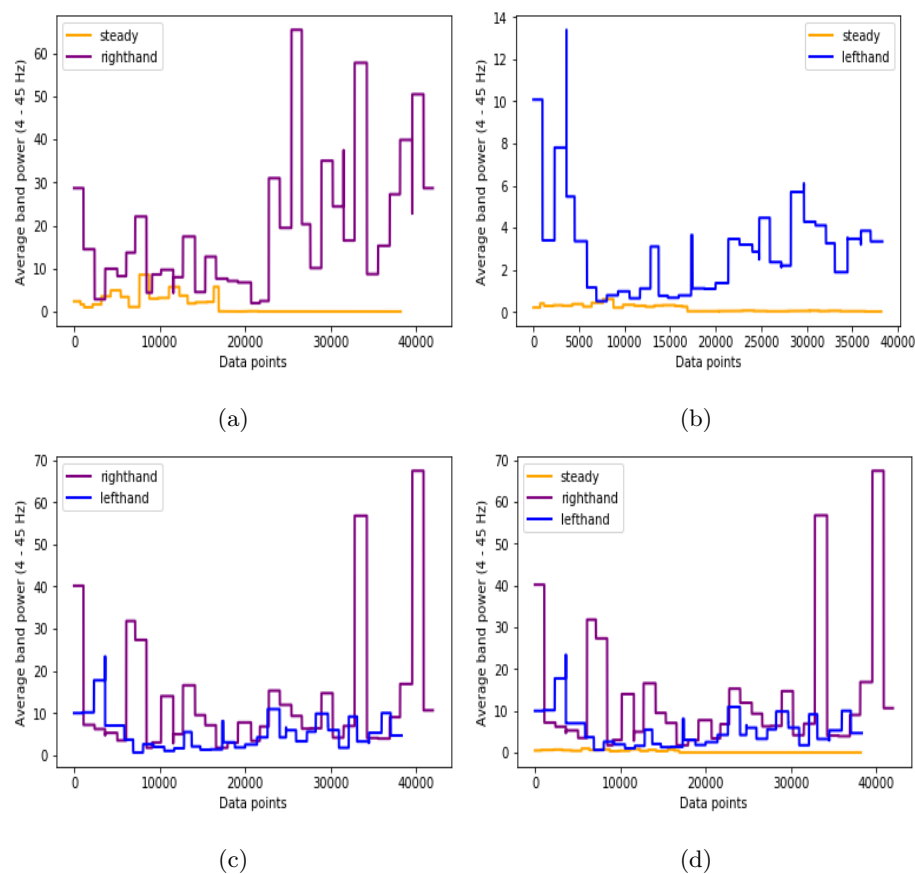 steady
righthand
Average band power (4 - 45 Hz)
60
50
40
30
20
10
0
0 10000 20000 30000 40000
Data points
(a)
steady
lefthand
Average band power (4 - 45 Hz)
14
12
10
8
6
4
2
0
0 5000 10000 15000 20000 25000 30000 35000 40000
Data points
(b)
righthand
lefthand
Average band power (4 - 45 Hz)
70
60
50
40
30
20
10
0
0 10000 20000 30000 40000
Data points
(c)
steady
righthand
lefthand
Average band power (4 - 45 Hz)
70
60
50
40
30
20
10
0
0 10000 20000 30000 40000
Data points
(d)